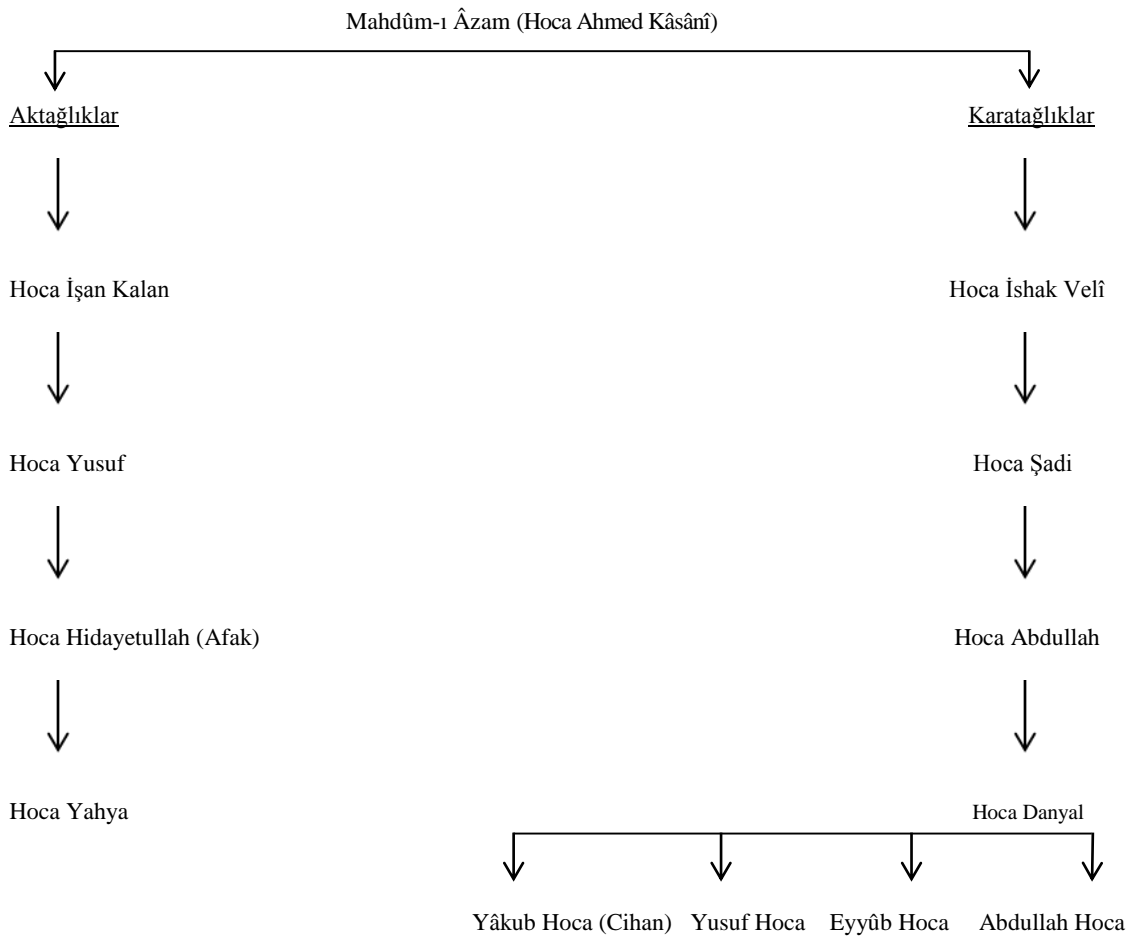 Mahdûm-ı Âzam (Hoca Ahmed Kâsânî)
Aktağlıklar Karatağlıklar
Hoca İşan Kalan Hoca İshak Velî
Hoca Yusuf Hoca Şadi
Hoca Hidayetullah (Afak) Hoca Abdullah
Hoca Yahya Hoca Danyal
Yâkub Hoca (Cihan) Yusuf Hoca Eyyûb Hoca Abdullah Hoca